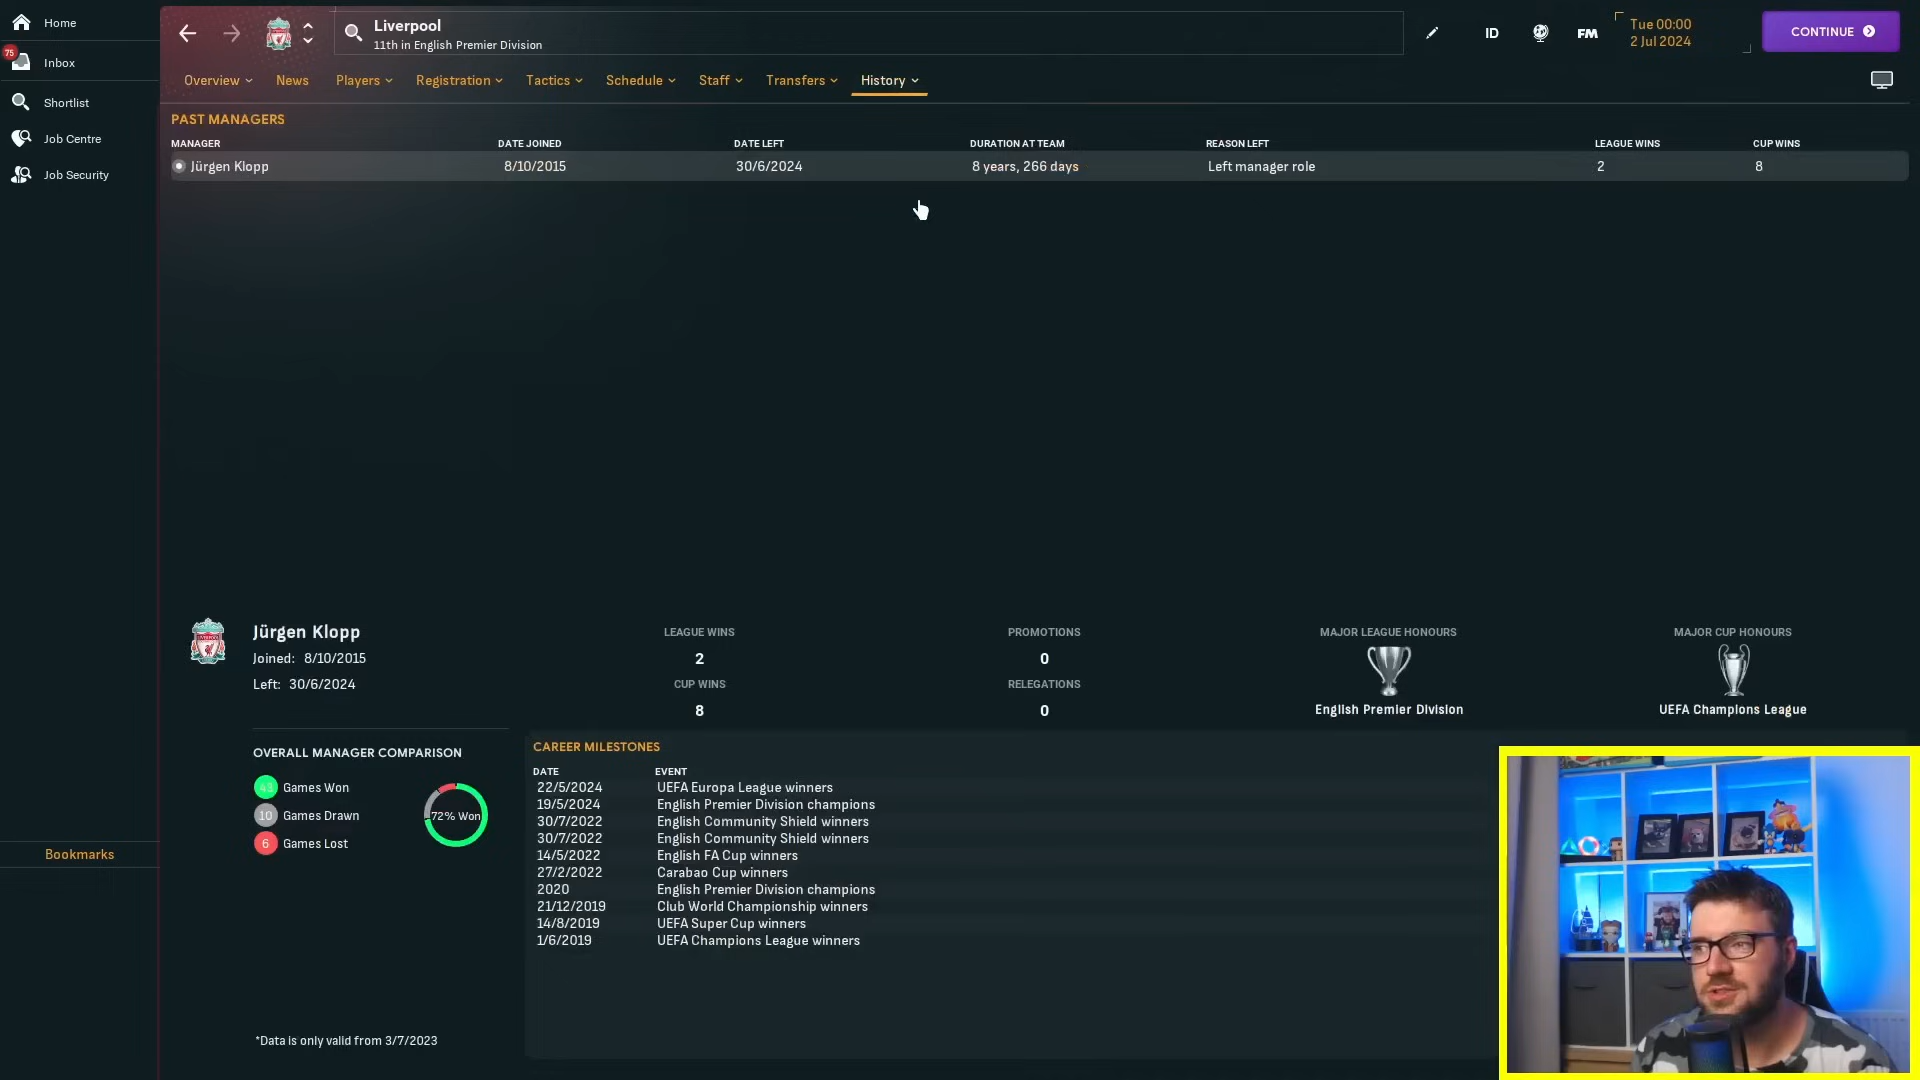 Home
75
Inbox
Shortlist
Job Centre
Job Security
Bookmarks
Liverpool
11th in English Premier Division
ID
FM
Tue 00:00
2 Jul 2024
CONTINUE
Overview
News
Players
Registration
Tactics
Schedule
Staff
Transfers
History
PAST MANAGERS
MANAGER DATE JOINED DATE LEFT DURATION AT TEAM REASON LEFT LEAGUE WINS CUP WINS
Jürgen Klopp 8/10/2015 30/6/2024 8 years, 266 days Left manager role 2 8
Jürgen Klopp
Joined: 8/10/2015
Left: 30/6/2024
LEAGUE WINS
2
CUP WINS
8
PROMOTIONS
0
RELEGATIONS
0
MAJOR LEAGUE HONOURS
English Premier Division
MAJOR CUP HONOURS
UEFA Champions League
OVERALL MANAGER COMPARISON
Games Won
10 Games Drawn
6 Games Lost
72% Won
*Data is only valid from 3/7/2023
CAREER MILESTONES
DATE EVENT
22/5/2024 UEFA Europa League winners
19/5/2024 English Premier Division champions
30/7/2022 English Community Shield winners
30/7/2022 English Community Shield winners
14/5/2022 English FA Cup winners
27/2/2022 Carabao Cup winners
2020 English Premier Division champions
21/12/2019 Club World Championship winners
14/8/2019 UEFA Super Cup winners
1/6/2019 UEFA Champions League winners